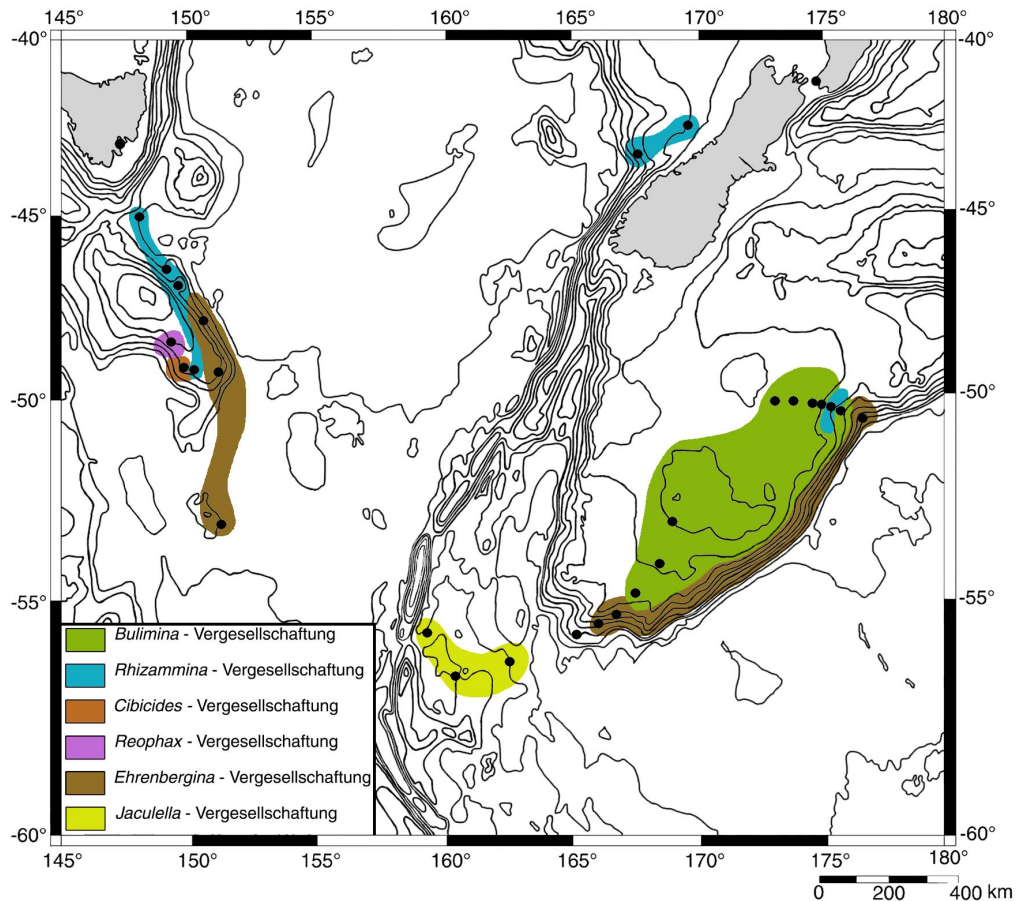 145° 150° 155° 160° 165° 170° 175° 180°
-40° -40°
-45° -45°
-50° -50°
-55° -55°
Bulimina - Vergesellschaftung
Rhizammina - Vergesellschaftung
Cibicides - Vergesellschaftung
Reophax - Vergesellschaftung
Ehrenbergina - Vergesellschaftung
Jaculella - Vergesellschaftung
-60° -60°
145° 150° 155° 160° 165° 170° 175° 180°
0 200 400 km